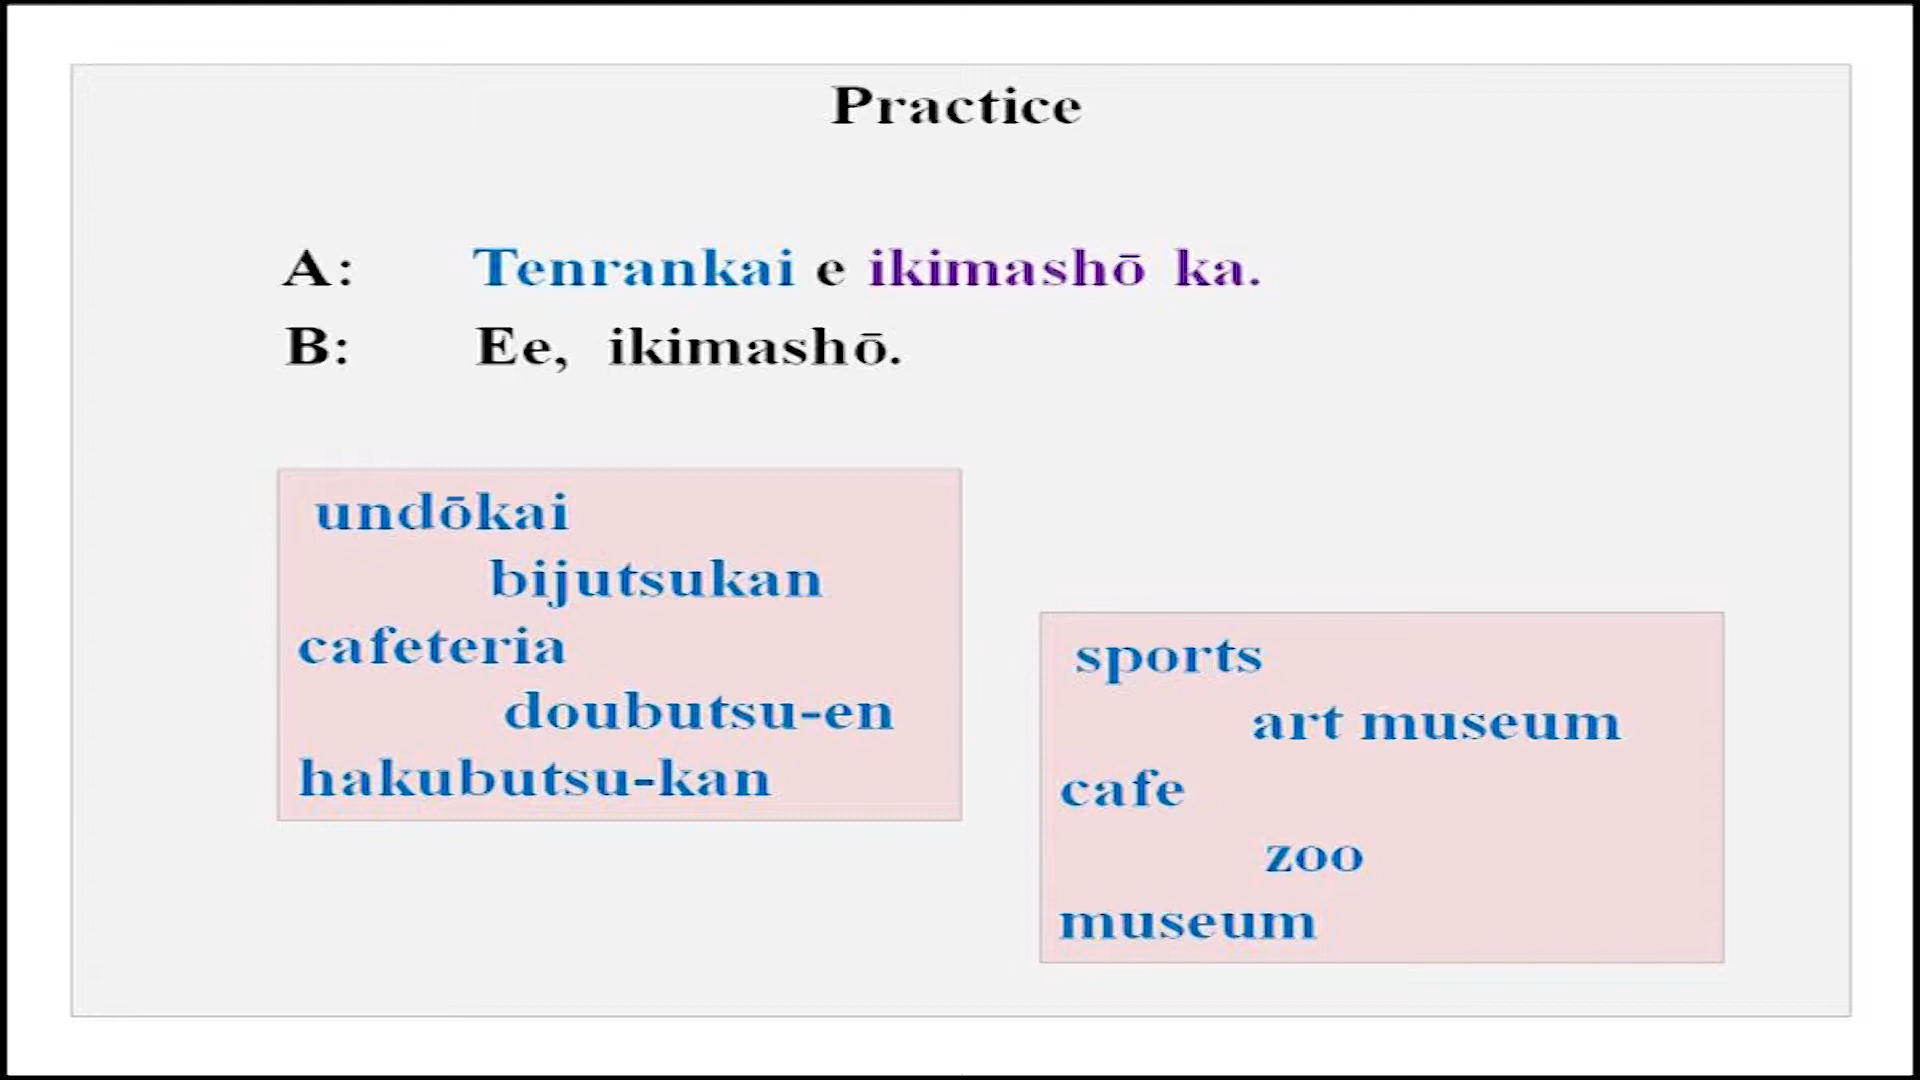 Practice
A: Tenrankai e ikimashō ka.
B: Ee, ikimashō.
undōkai
bijutsukan
cafeteria
doubutsu-en
hakubutsu-kan
sports
art museum
cafe
zoo
museum